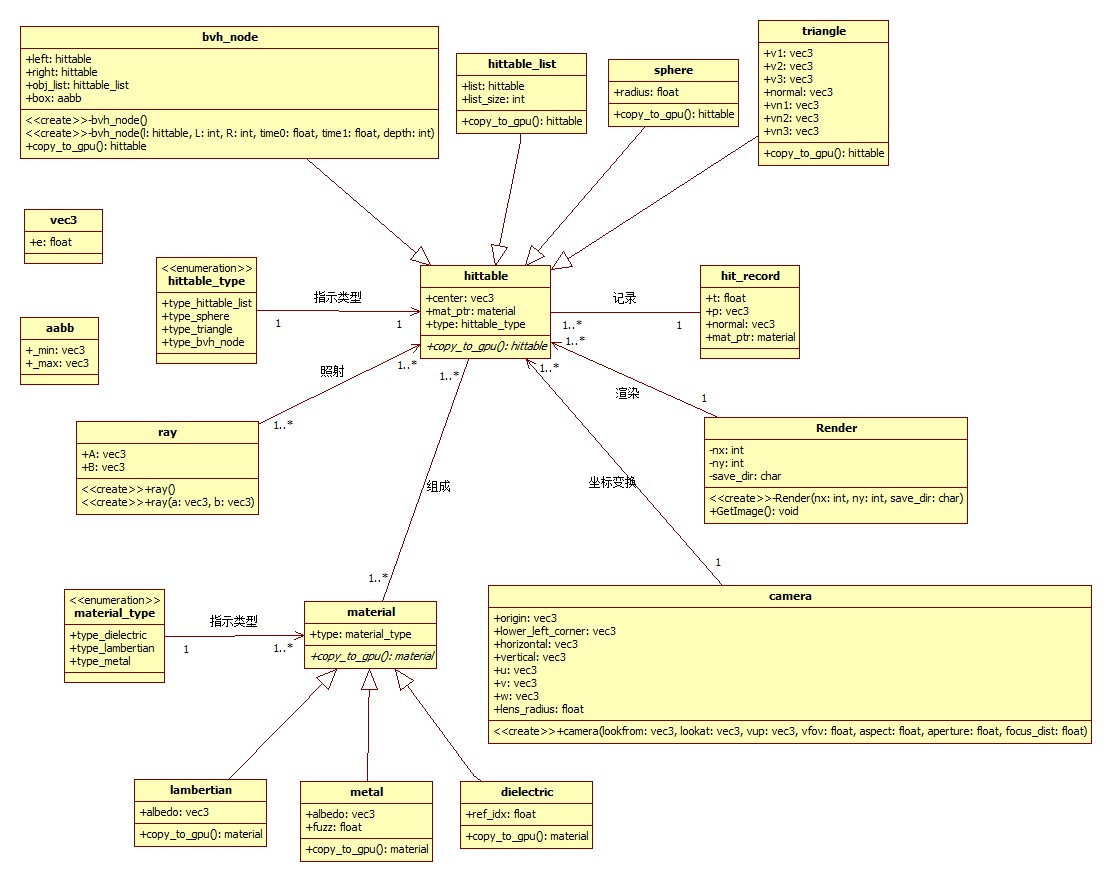 bvh_node
+left: hittable
+right: hittable
+obj_list: hittable_list
+box: aabb
<<create>>-bvh_node()
<<create>>-bvh_node(l: hittable, L: int, R: int, time0: float, time1: float, depth: int)
+copy_to_gpu(): hittable
hittable_list
+list: hittable
+list_size: int
+copy_to_gpu(): hittable
sphere
+radius: float
+copy_to_gpu(): hittable
triangle
+v1: vec3
+v2: vec3
+v3: vec3
+normal: vec3
+vn1: vec3
+vn2: vec3
+vn3: vec3
+copy_to_gpu(): hittable
vec3
+e: float
<<enumeration>>
hittable_type
+type_hittable_list
+type_sphere
+type_triangle
+type_bvh_node
指示类型
1
1
hittable
+center: vec3
+mat_ptr: material
+type: hittable_type
+copy_to_gpu(): hittable
记录
1..*
1
hit_record
+t: float
+p: vec3
+normal: vec3
+mat_ptr: material
aabb
+_min: vec3
+_max: vec3
照射
1..*
1..*
1..*
1..*
1..*
渲染
1
ray
+A: vec3
+B: vec3
<<create>>+ray()
<<create>>+ray(a: vec3, b: vec3)
Render
-nx: int
-ny: int
-save_dir: char
<<create>>-Render(nx: int, ny: int, save_dir: char)
+GetImage(): void
组成
坐标变换
1..*
1
<<enumeration>>
material_type
+type_dielectric
+type_lambertian
+type_metal
指示类型
1
1..*
material
+type: material_type
+copy_to_gpu(): material
camera
+origin: vec3
+lower_left_corner: vec3
+horizontal: vec3
+vertical: vec3
+u: vec3
+v: vec3
+w: vec3
+lens_radius: float
<<create>>+camera(lookfrom: vec3, lookat: vec3, vup: vec3, vfov: float, aspect: float, aperture: float, focus_dist: float)
lambertian
+albedo: vec3
+copy_to_gpu(): material
metal
+albedo: vec3
+fuzz: float
+copy_to_gpu(): material
dielectric
+ref_idx: float
+copy_to_gpu(): material